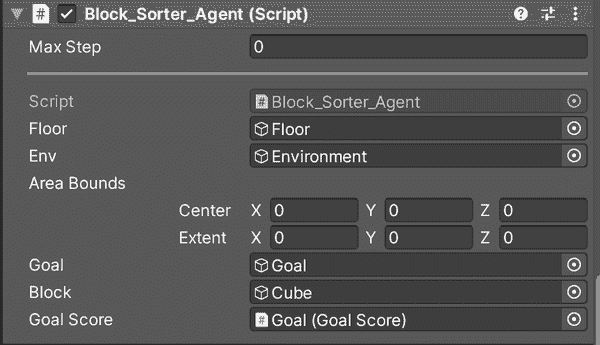 Block_Sorter_Agent (Script)
Max Step 0
Script Block_Sorter_Agent
Floor Floor
Env Environment
Area Bounds
Center X 0 Y 0 Z 0
Extent X 0 Y 0 Z 0
Goal Goal
Block Cube
Goal Score Goal (Goal Score)